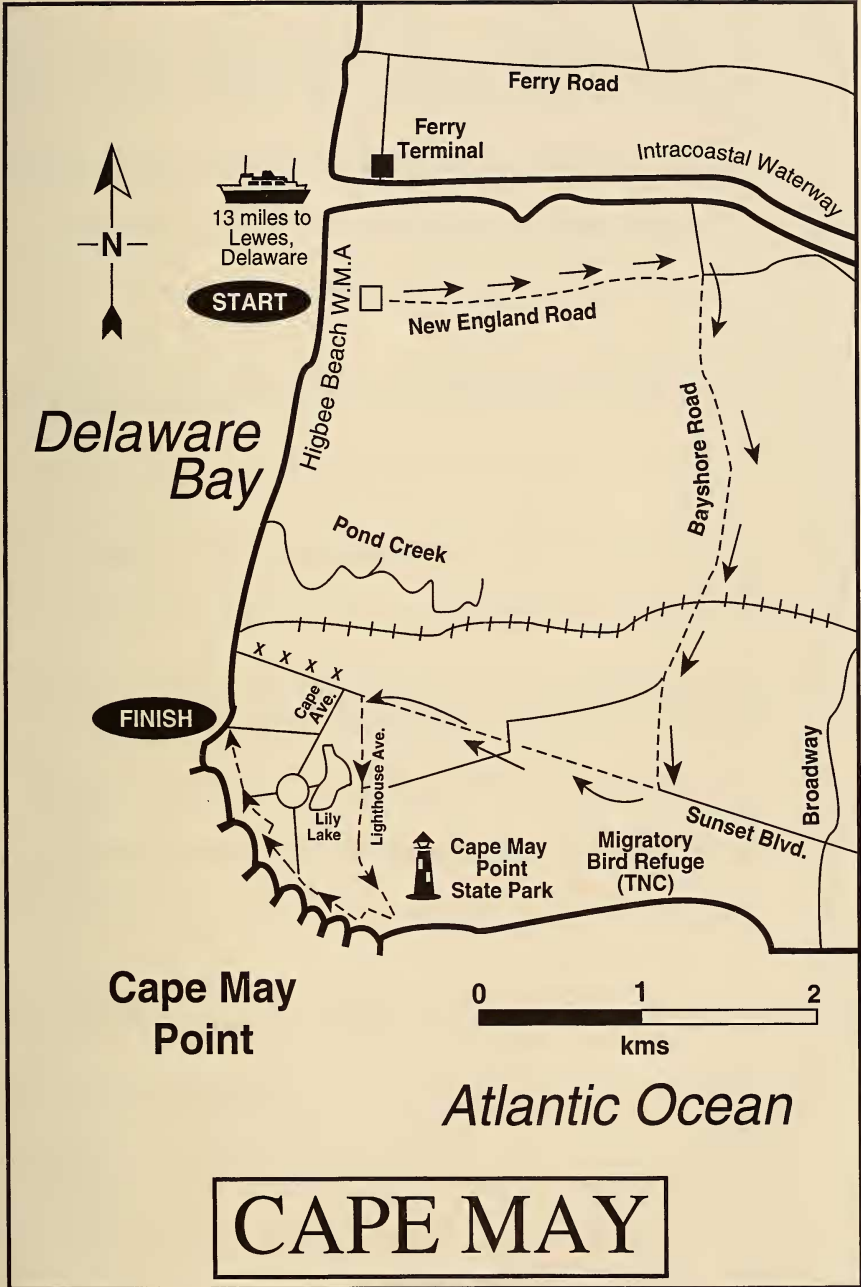 Ferry Road
Ferry
Terminal
Intracoastal Waterway
13 miles to
Lewes,
Delaware
N
START
New England Road
Higbee Beach W.M.A
Delaware
Bay
Bayshore Road
Pond Creek
X X X X
Cape
Ave.
FINISH
Lighthouse Ave.
Lily
Lake
Broadway
Sunset Blvd.
Cape May
Point
State Park
Migratory
Bird Refuge
(TNC)
Cape May
Point
0 1 2
kms
Atlantic Ocean
CAPE MAY